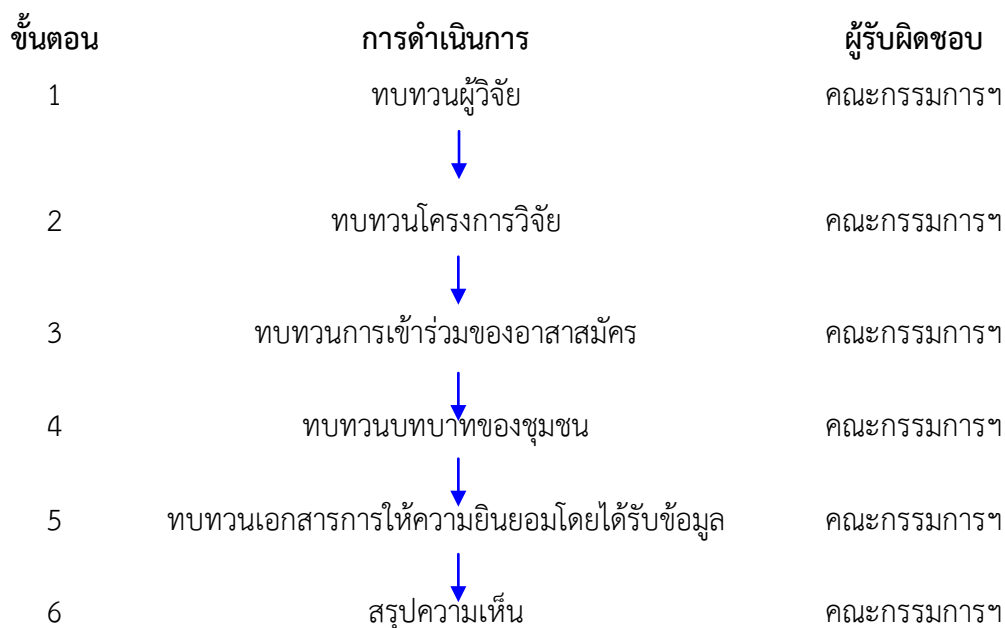 ขั้นตอน การดำเนินการ ผู้รับผิดชอบ
1 ทบทวนผู้วิจัย คณะกรรมการฯ
2 ทบทวนโครงการวิจัย คณะกรรมการฯ
3 ทบทวนการเข้าร่วมของอาสาสมัคร คณะกรรมการฯ
4 ทบทวนบทบาทของชุมชน คณะกรรมการฯ
5 ทบทวนเอกสารการให้ความยินยอมโดยได้รับข้อมูล คณะกรรมการฯ
6 สรุปความเห็น คณะกรรมการฯ